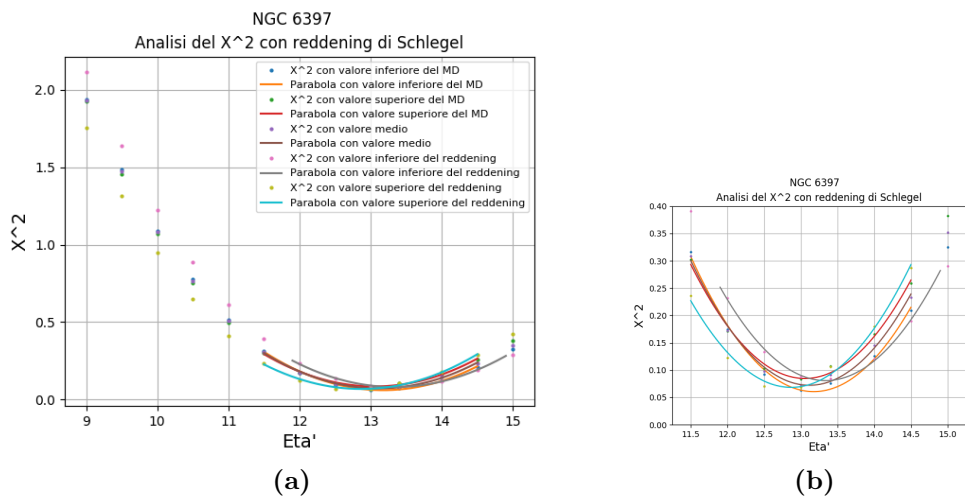 NGC 6397
Analisi del X^2 con reddening di Schlegel
X^2
2.0
1.5
1.0
0.5
0.0
X^2 con valore inferiore del MD
Parabola con valore inferiore del MD
X^2 con valore superiore del MD
Parabola con valore superiore del MD
X^2 con valore medio
Parabola con valore medio
X^2 con valore inferiore del reddening
Parabola con valore inferiore del reddening
X^2 con valore superiore del reddening
Parabola con valore superiore del reddening
9 10 11 12 13 14 15
Eta'
(a)
NGC 6397
Analisi del X^2 con reddening di Schlegel
X^2
0.40
0.35
0.30
0.25
0.20
0.15
0.10
0.05
0.00
11.5 12.0 12.5 13.0 13.5 14.0 14.5 15.0
Eta'
(b)